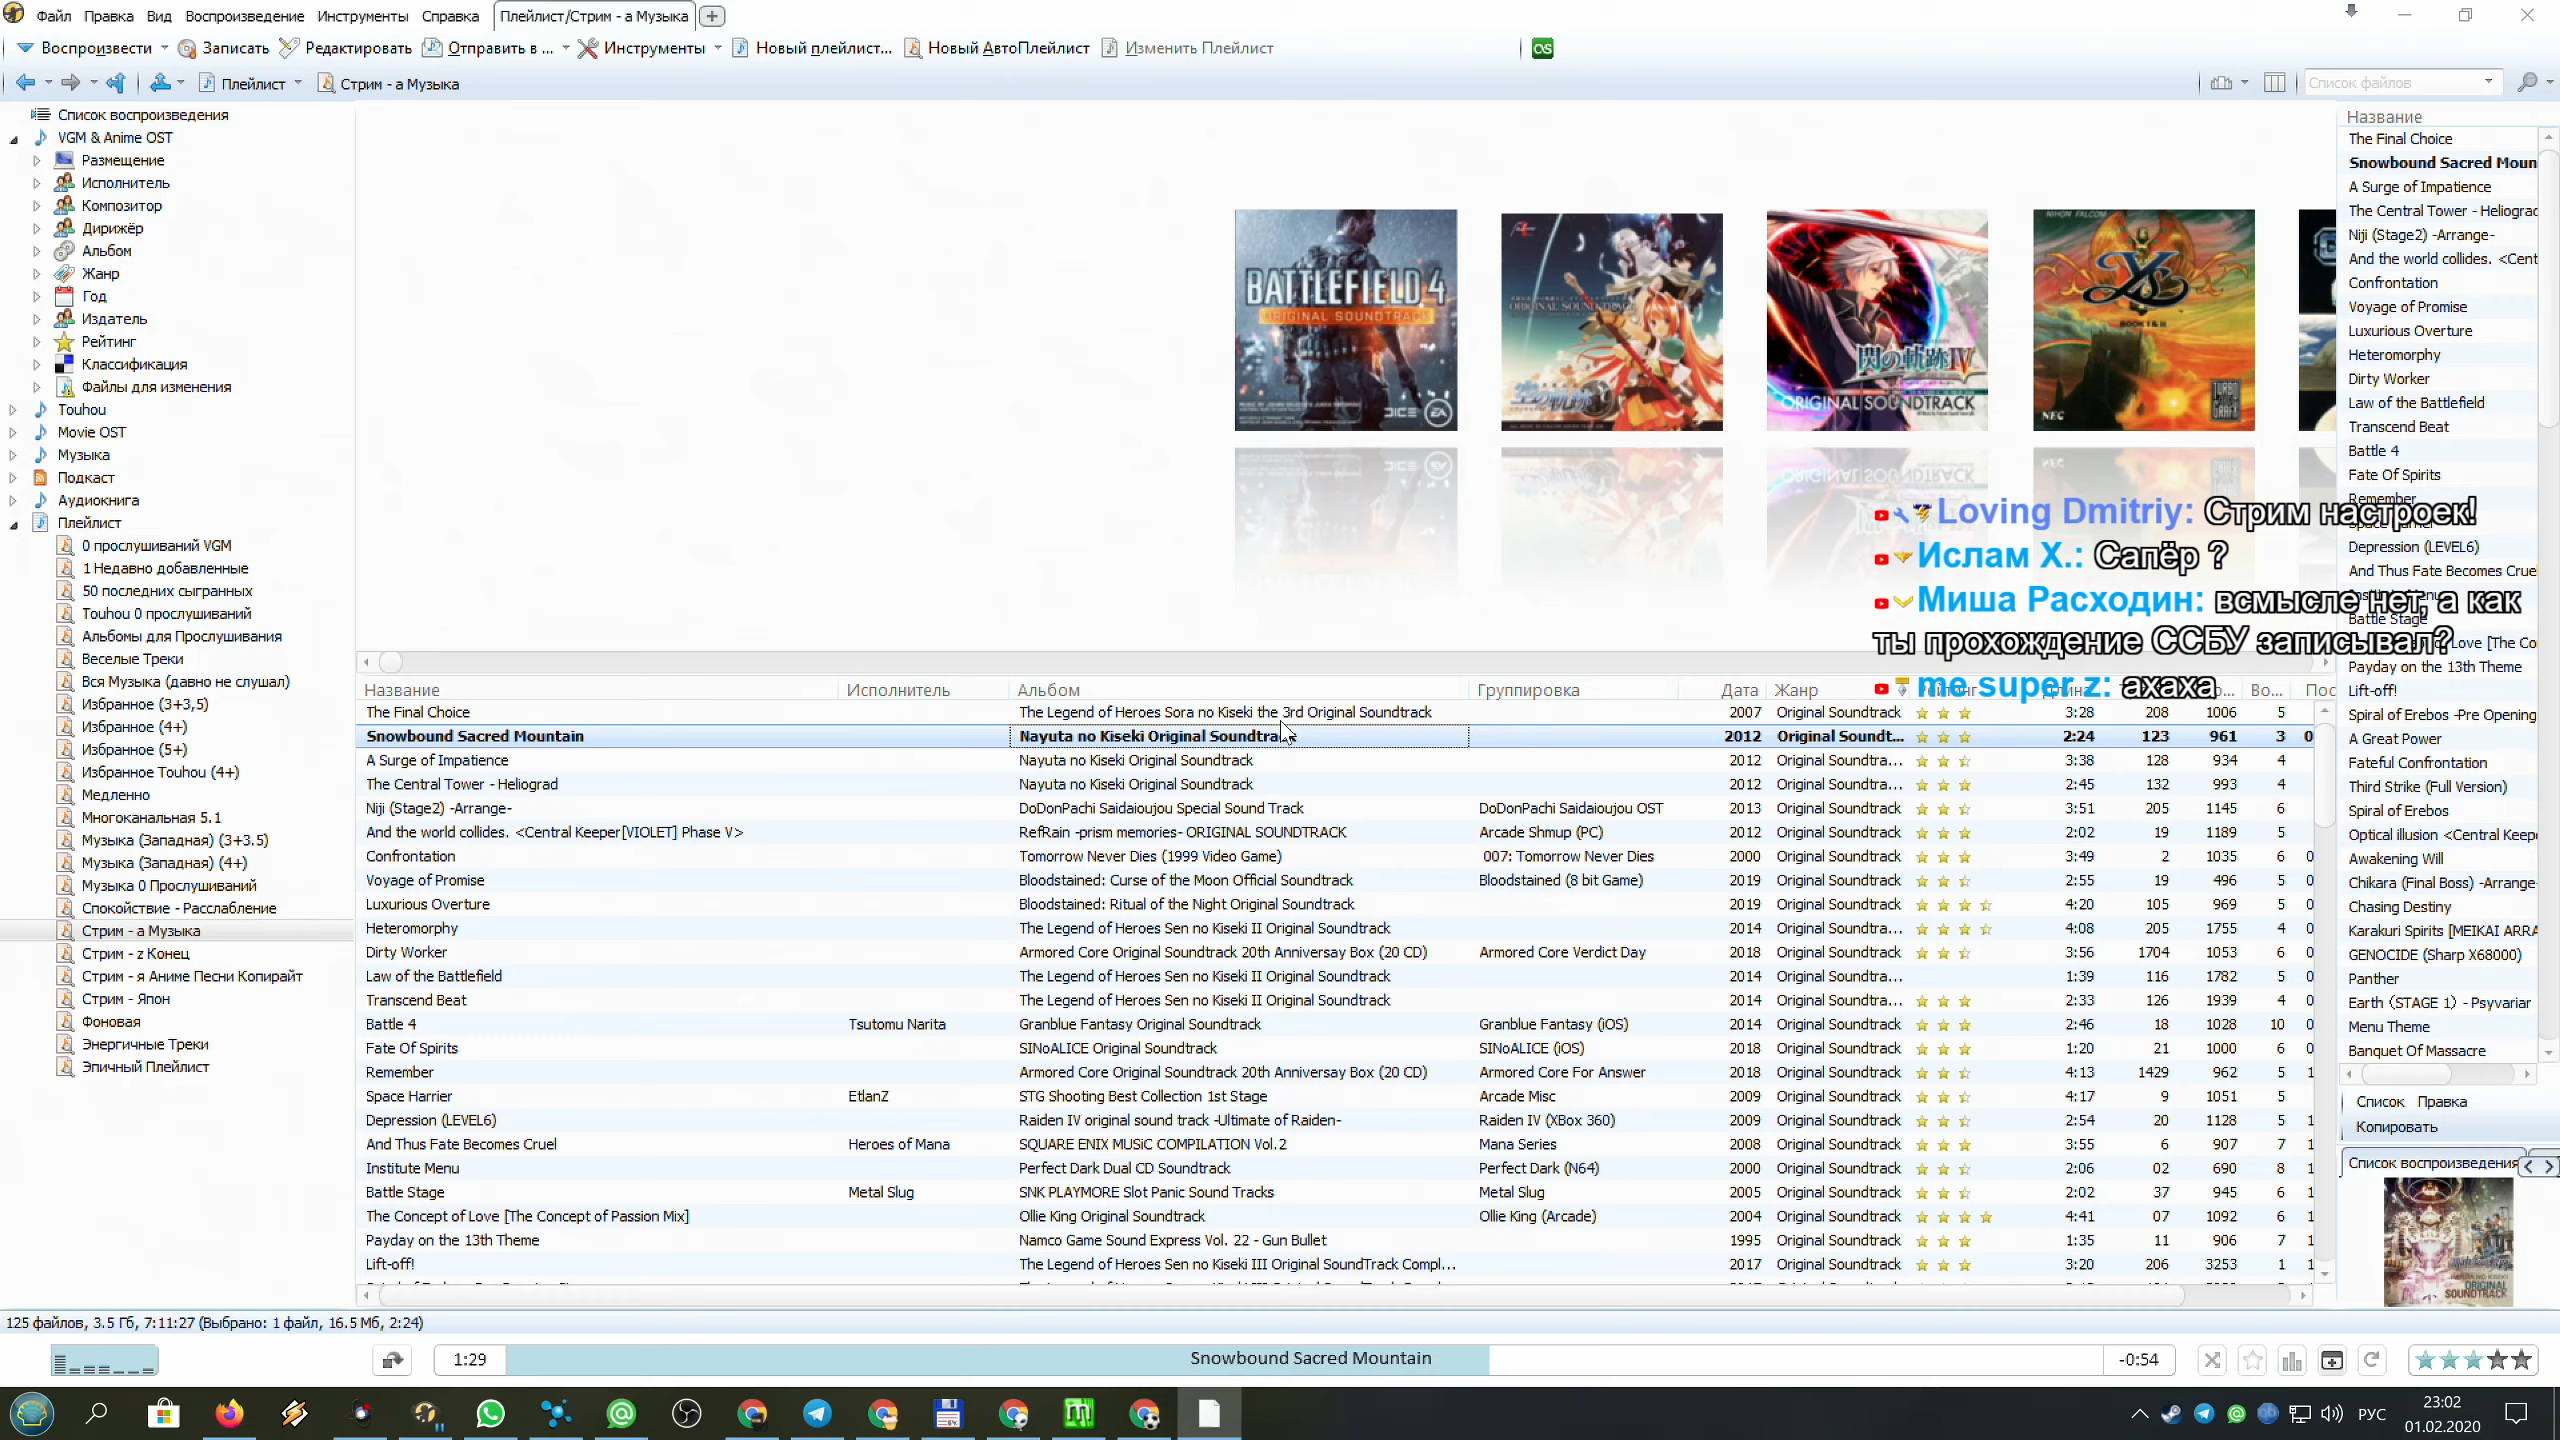 Файл Правка Вид Воспроизведение Инструменты Справка Плейлист/Стрим - а Музыка
Воспроизвести Записать Редактировать Отправить в ... Инструменты Новый плейлист... Новый АвтоПлейлист Изменить Плейлист
Плейлист Стрим - а Музыка Список файлов
Список воспроизведения
VGM & Anime OST
Размещение
Исполнитель
Композитор
Дирижёр
Альбом
Жанр
Год
Издатель
Рейтинг
Классификация
Файлы для изменения
Touhou
Movie OST
Музыка
Подкаст
Аудиокнига
Плейлист
0 прослушиваний VGM
1 Недавно добавленные
50 последних сыгранных
Touhou 0 прослушиваний
Альбомы для Прослушивания
Веселые Треки
Вся Музыка (давно не слушал)
Избранное (3+3,5)
Избранное (4+)
Избранное (5+)
Избранное Touhou (4+)
Медленно
Многоканальная 5.1
Музыка (Западная) (3+3.5)
Музыка (Западная) (4+)
Музыка 0 Прослушиваний
Спокойствие - Расслабление
Стрим - а Музыка
Стрим - z Конец
Стрим - я Аниме Песни Копирайт
Стрим - Япон
Фоновая
Энергичные Треки
Эпичный Плейлист
BATTLEFIELD 4
ORIGINAL SOUNDTRACK
DICE EA
ORIGINAL SOUNDTRACK
閃の軌跡IV
ORIGINAL SOUNDTRACK
NIHON FALCOM
Ys
BOOK I & II
NEC
TURBO GRAFX
Loving Dmitriy: Стрим настроек!
Ислам Х.: Сапёр ?
Миша Расходин: всмысле нет, а как
ты прохождение ССБУ записывал?
me super z: ахаха
Название Исполнитель Альбом Группировка Дата Жанр Во... Пос
The Final Choice The Legend of Heroes Sora no Kiseki the 3rd Original Soundtrack 2007 Original Soundtrack 3:28 208 1006 5
Snowbound Sacred Mountain Nayuta no Kiseki Original Soundtrack 2012 Original Soundt... 2:24 123 961 3 0
A Surge of Impatience Nayuta no Kiseki Original Soundtrack 2012 Original Soundtra... 3:38 128 934 4
The Central Tower - Heliograd Nayuta no Kiseki Original Soundtrack 2012 Original Soundtra... 2:45 132 993 4
Niji (Stage2) -Arrange- DoDonPachi Saidaioujou Special Sound Track DoDonPachi Saidaioujou OST 2013 Original Soundtrack 3:51 205 1145 6
And the world collides. <Central Keeper[VIOLET] Phase V> RefRain -prism memories- ORIGINAL SOUNDTRACK Arcade Shmup (PC) 2012 Original Soundtrack 2:02 19 1189 5
Confrontation Tomorrow Never Dies (1999 Video Game) 007: Tomorrow Never Dies 2000 Original Soundtrack 3:49 2 1035 6 0
Voyage of Promise Bloodstained: Curse of the Moon Official Soundtrack Bloodstained (8 bit Game) 2019 Original Soundtrack 2:55 19 496 5 0
Luxurious Overture Bloodstained: Ritual of the Night Original Soundtrack 2019 Original Soundtrack 4:20 105 969 5 0
Heteromorphy The Legend of Heroes Sen no Kiseki II Original Soundtrack 2014 Original Soundtra... 4:08 205 1755 4 0
Dirty Worker Armored Core Original Soundtrack 20th Anniversay Box (20 CD) Armored Core Verdict Day 2018 Original Soundtrack 3:56 1704 1053 6 0
Law of the Battlefield The Legend of Heroes Sen no Kiseki II Original Soundtrack 2014 Original Soundtra... 1:39 116 1782 5 0
Transcend Beat The Legend of Heroes Sen no Kiseki II Original Soundtrack 2014 Original Soundtra... 2:33 126 1939 4 0
Battle 4 Tsutomu Narita Granblue Fantasy Original Soundtrack Granblue Fantasy (iOS) 2014 Original Soundtrack 2:46 18 1028 10 0
Fate Of Spirits SINoALICE Original Soundtrack SINoALICE (iOS) 2018 Original Soundtrack 1:20 21 1000 6 0
Remember Armored Core Original Soundtrack 20th Anniversay Box (20 CD) Armored Core For Answer 2018 Original Soundtrack 4:13 1429 962 5 1
Space Harrier EtlanZ STG Shooting Best Collection 1st Stage Arcade Misc 2009 Original Soundtrack 4:17 9 1051 5
Depression (LEVEL6) Raiden IV original sound track -Ultimate of Raiden- Raiden IV (XBox 360) 2009 Original Soundtrack 2:54 20 1128 5 1
And Thus Fate Becomes Cruel Heroes of Mana SQUARE ENIX MUSiC COMPILATION Vol.2 Mana Series 2008 Original Soundtrack 3:55 6 907 7 1
Institute Menu Perfect Dark Dual CD Soundtrack Perfect Dark (N64) 2000 Original Soundtrack 2:06 02 690 8 1
Battle Stage Metal Slug SNK PLAYMORE Slot Panic Sound Tracks Metal Slug 2005 Original Soundtrack 2:02 37 945 6 1
The Concept of Love [The Concept of Passion Mix] Ollie King Original Soundtrack Ollie King (Arcade) 2004 Original Soundtrack 4:41 07 1092 6 1
Payday on the 13th Theme Namco Game Sound Express Vol. 22 - Gun Bullet 1995 Original Soundtrack 1:35 11 906 7 1
Lift-off! The Legend of Heroes Sen no Kiseki III Original SoundTrack Compl... 2017 Original Soundtrack 3:20 206 3253 1 1
Название
The Final Choice
Snowbound Sacred Moun
A Surge of Impatience
The Central Tower - Heliograd
Niji (Stage2) -Arrange-
And the world collides. <Cent
Confrontation
Voyage of Promise
Luxurious Overture
Heteromorphy
Dirty Worker
Law of the Battlefield
Transcend Beat
Battle 4
Fate Of Spirits
Remember
Depression (LEVEL6)
And Thus Fate Becomes Crue
Battle Stage
Love [The Co
Payday on the 13th Theme
Lift-off!
Spiral of Erebos -Pre Opening
A Great Power
Fateful Confrontation
Third Strike (Full Version)
Spiral of Erebos
Optical illusion <Central Keep
Awakening Will
Chikara (Final Boss) -Arrange-
Chasing Destiny
Karakuri Spirits [MEIKAI ARRA
GENOCIDE (Sharp X68000)
Panther
Earth (STAGE 1) - Psyvariar
Menu Theme
Banquet Of Massacre
Список Правка
Копировать
Список воспроизведения
ORIGINAL
SOUNDTRACK
125 файлов, 3.5 Гб, 7:11:27 (Выбрано: 1 файл, 16.5 Мб, 2:24)
1:29 Snowbound Sacred Mountain -0:54
РУС 23:02
01.02.2020